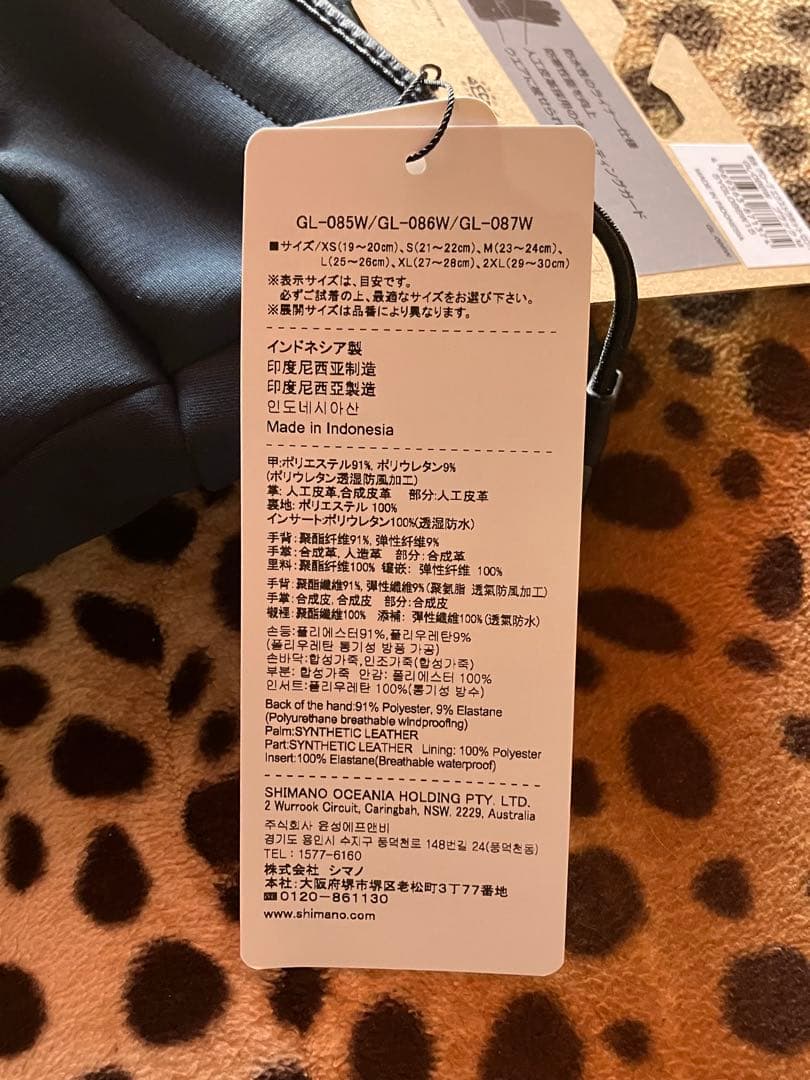 GL-085W/GL-086W/GL-087W
■サイズ/XS(19～20cm)、S(21～22cm)、M(23～24cm)、
L(25～26cm)、XL(27～28cm)、2XL(29～30cm)
※表示サイズは、目安です。
必ずご試着の上、最適なサイズをお選び下さい。
※展開サイズは品番により異なります。
インドネシア製
印度尼西亚制造
印度尼西亞製造
인도네시아산
Made in Indonesia
甲:ポリエステル91%, ポリウレタン9%
(ポリウレタン透湿防風加工)
掌: 人工皮革,合成皮革 部分:人工皮革
裏地: ポリエステル 100%
インサート:ポリウレタン100%(透湿防水)
手背: 聚酯纤维91%, 弹性纤维9%
手掌: 合成革, 人造革 部分: 合成革
里料: 聚酯纤维100% 镶嵌: 弹性纤维 100%
手背: 聚酯纖維91%, 彈性纖維9%(聚氨脂 透氣防風加工)
手掌: 合成皮, 合成皮 部分: 合成皮
襯裡: 聚酯纖維100% 添補: 彈性纖維100%(透氣防水)
손등:폴리에스터91%,폴리우레탄9%
(폴리우레탄 통기성 방풍 가공)
손바닥:합성가죽,인조가죽(합성가죽)
부분: 합성가죽 안감: 폴리에스터 100%
인서트:폴리우레탄 100%(통기성 방수)
Back of the hand:91% Polyester, 9% Elastane
(Polyurethane breathable windproofing)
Palm:SYNTHETIC LEATHER
Part:SYNTHETIC LEATHER Lining: 100% Polyester
Insert:100% Elastane(Breathable waterproof)
SHIMANO OCEANIA HOLDING PTY. LTD.
2 Wurrook Circuit, Caringbah, NSW. 2229, Australia
주식회사 윤성에프앤비
경기도 용인시 수지구 풍덕천로 148번길 24(풍덕천동)
TEL : 1577-6160
株式会社 シマノ
本社:大阪府堺市堺区老松町3丁77番地
0120-861130
www.shimano.com
防水性のライナー仕様